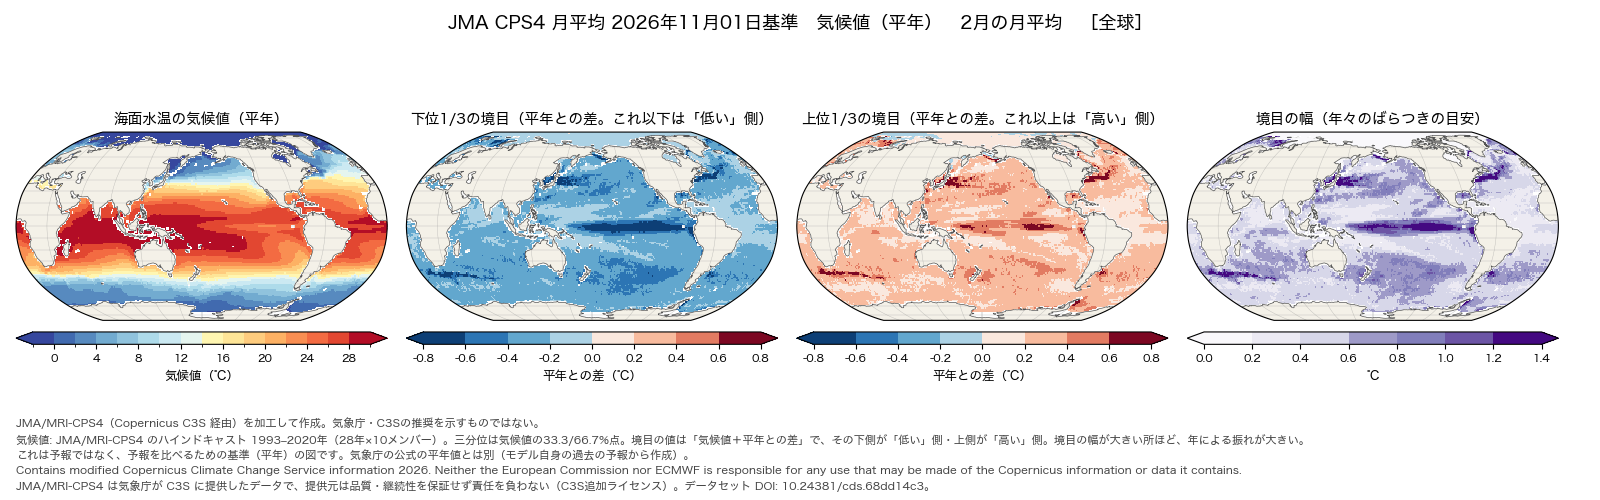 JMA CPS4 月平均 2026年11月01日基準　気候値（平年）　2月の月平均　［全球］
海面水温の気候値（平年）
下位1/3の境目（平年との差。これ以下は「低い」側）
上位1/3の境目（平年との差。これ以上は「高い」側）
境目の幅（年々のばらつきの目安）
0 4 8 12 16 20 24 28
気候値（℃）
-0.8 -0.6 -0.4 -0.2 0.0 0.2 0.4 0.6 0.8
平年との差（℃）
-0.8 -0.6 -0.4 -0.2 0.0 0.2 0.4 0.6 0.8
平年との差（℃）
0.0 0.2 0.4 0.6 0.8 1.0 1.2 1.4
℃
JMA/MRI-CPS4（Copernicus C3S 経由）を加工して作成。気象庁・C3Sの推奨を示すものではない。
気候値: JMA/MRI-CPS4 のハインドキャスト 1993–2020年（28年×10メンバー）。三分位は気候値の33.3/66.7%点。境目の値は「気候値＋平年との差」で、その下側が「低い」側・上側が「高い」側。境目の幅が大きい所ほど、年による振れが大きい。
これは予報ではなく、予報を比べるための基準（平年）の図です。気象庁の公式の平年値とは別（モデル自身の過去の予報から作成）。
Contains modified Copernicus Climate Change Service information 2026. Neither the European Commission nor ECMWF is responsible for any use that may be made of the Copernicus information or data it contains.
JMA/MRI-CPS4 は気象庁が C3S に提供したデータで、提供元は品質・継続性を保証せず責任を負わない（C3S追加ライセンス）。データセット DOI: 10.24381/cds.68dd14c3。